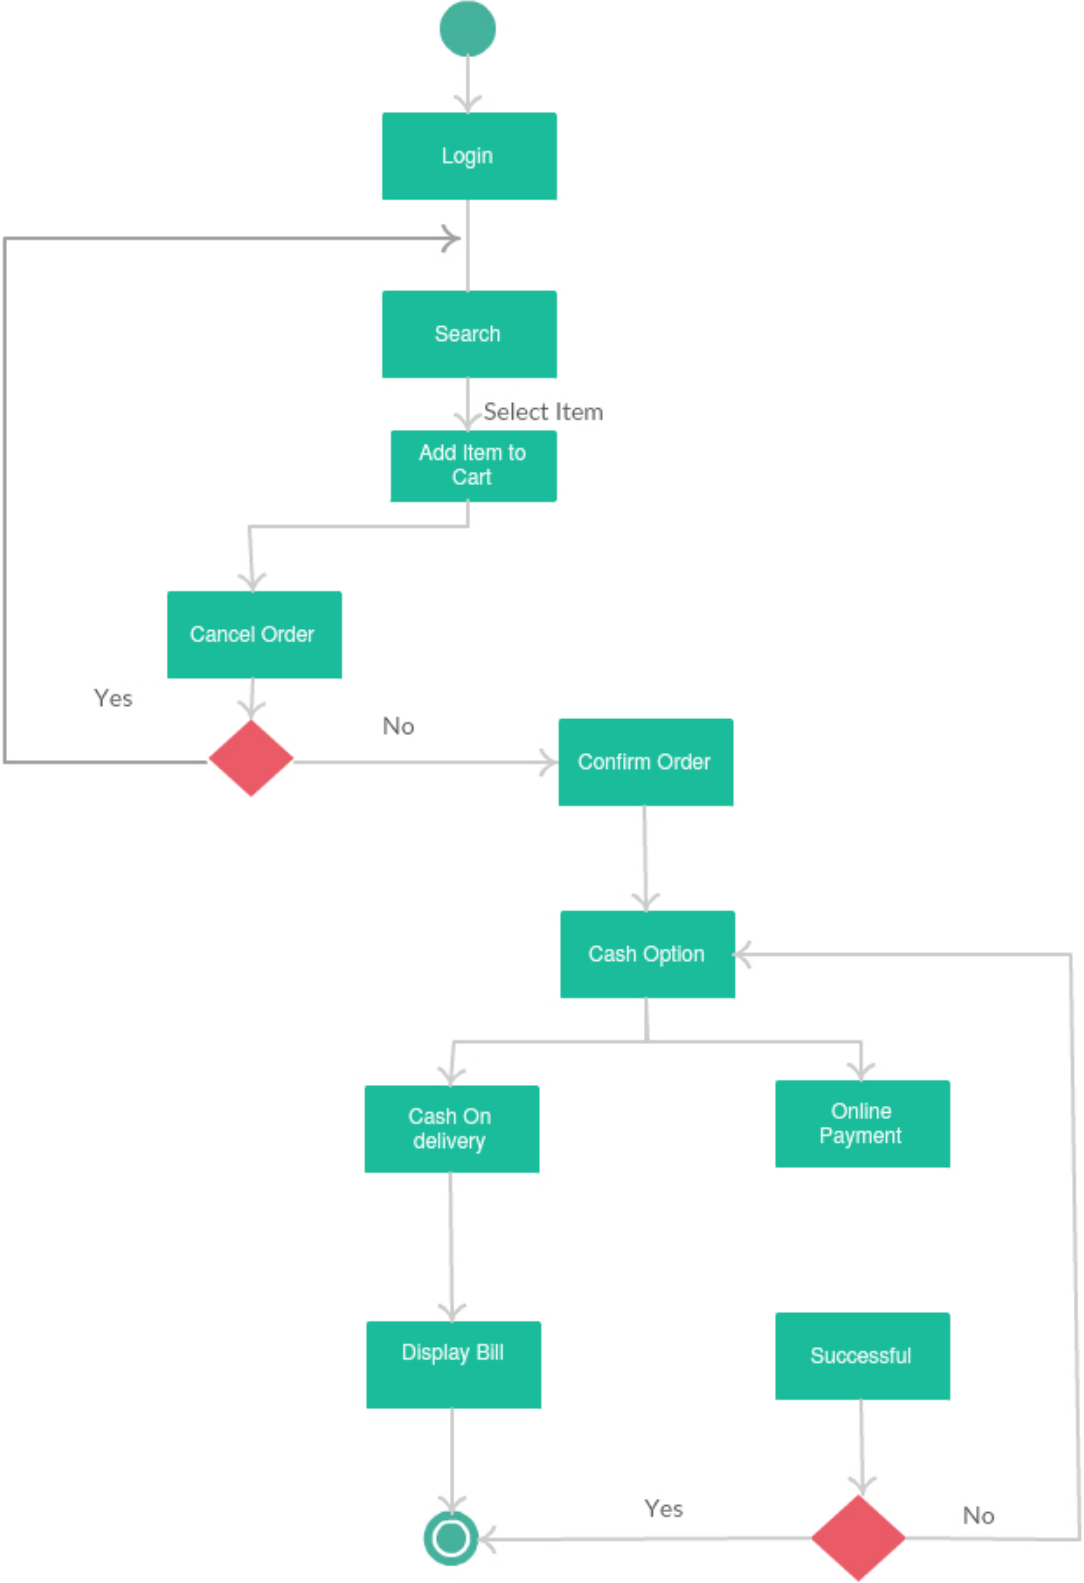 Login
Search
Select Item
Add Item to
Cart
Cancel Order
Yes
No
Confirm Order
Cash Option
Cash On
delivery
Online
Payment
Display Bill
Successful
Yes
No